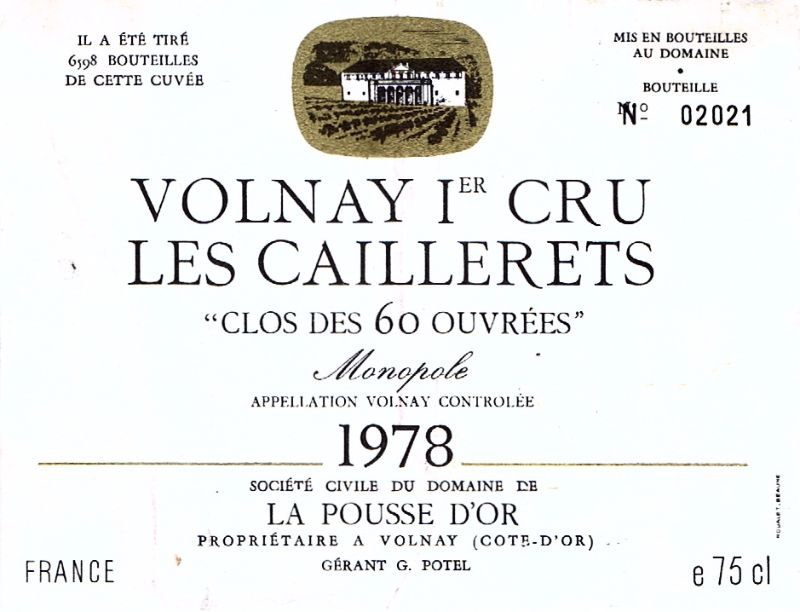 IL A ÉTÉ TIRÉ
6598 BOUTEILLES
DE CETTE CUVÉE
MIS EN BOUTEILLES
AU DOMAINE
•
BOUTEILLE
Nº 02021
VOLNAY IER CRU
LES CAILLERETS
“CLOS DES 60 OUVRÉES”
Monopole
APPELLATION VOLNAY CONTROLÉE
1978
SOCIÉTÉ CIVILE DU DOMAINE DE
LA POUSSE D'OR
PROPRIÉTAIRE A VOLNAY (COTE-D'OR)
GÉRANT G. POTEL
FRANCE
e 75 cl